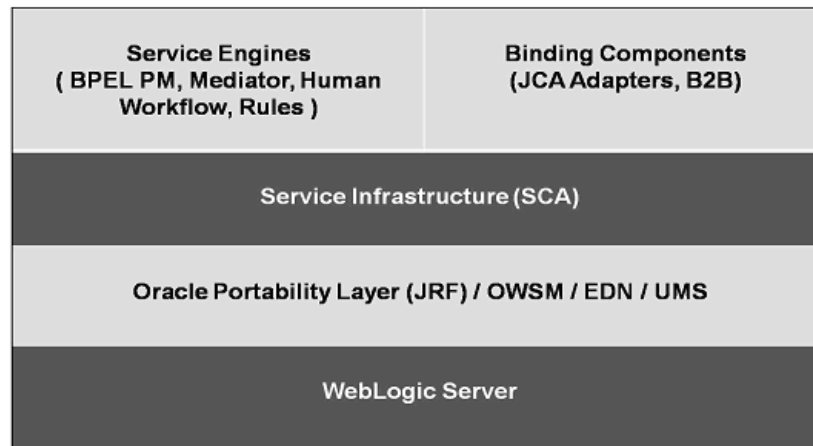 Service Engines
( BPEL PM, Mediator, Human
Workflow, Rules )
Binding Components
(JCA Adapters, B2B)
Service Infrastructure (SCA)
Oracle Portability Layer (JRF) / OWSM / EDN / UMS
WebLogic Server